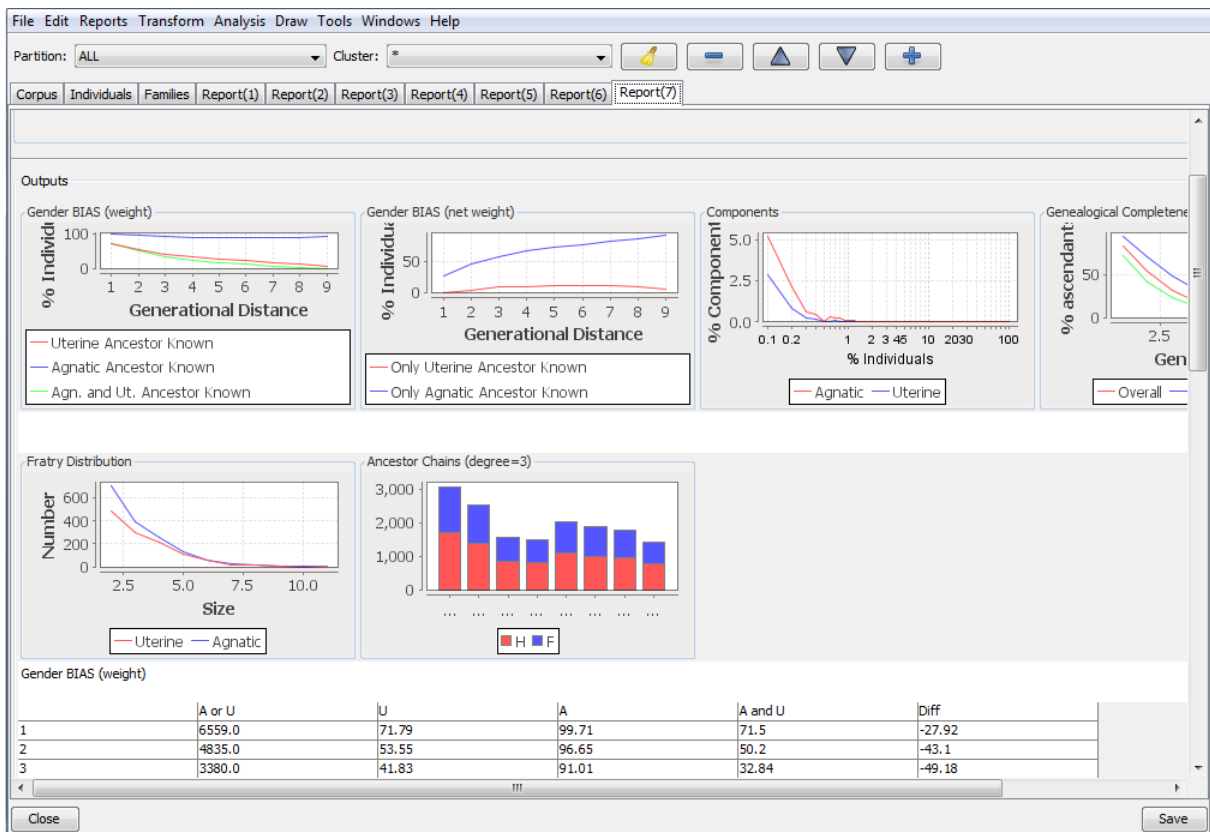 File Edit Reports Transform Analysis Draw Tools Windows Help
Partition: ALL Cluster: *
Corpus Individuals Families Report(1) Report(2) Report(3) Report(4) Report(5) Report(6) Report(7)
Outputs
Gender BIAS (weight)
% Individ
100
0
1 2 3 4 5 6 7 8 9
Generational Distance
Uterine Ancestor Known
Agnatic Ancestor Known
Agn. and Ut. Ancestor Known
Gender BIAS (net weight)
% Individua
50
0
1 2 3 4 5 6 7 8 9
Generational Distance
Only Uterine Ancestor Known
Only Agnatic Ancestor Known
Components
% Component
5.0
2.5
0.0
0.1 0.2 1 2 3 45 10 2030 100
% Individuals
Agnatic Uterine
Genealogical Completene
% ascendants
50
0
2.5
Gen
Overall
Fratry Distribution
Number
600
400
200
0
2.5 5.0 7.5 10.0
Size
Uterine Agnatic
Ancestor Chains (degree=3)
3,000
2,000
1,000
0
... ... ... ... ... ... ... ...
H F
Gender BIAS (weight)
A or U U A A and U Diff
1 6559.0 71.79 99.71 71.5 -27.92
2 4835.0 53.55 96.65 50.2 -43.1
3 3380.0 41.83 91.01 32.84 -49.18
Close Save